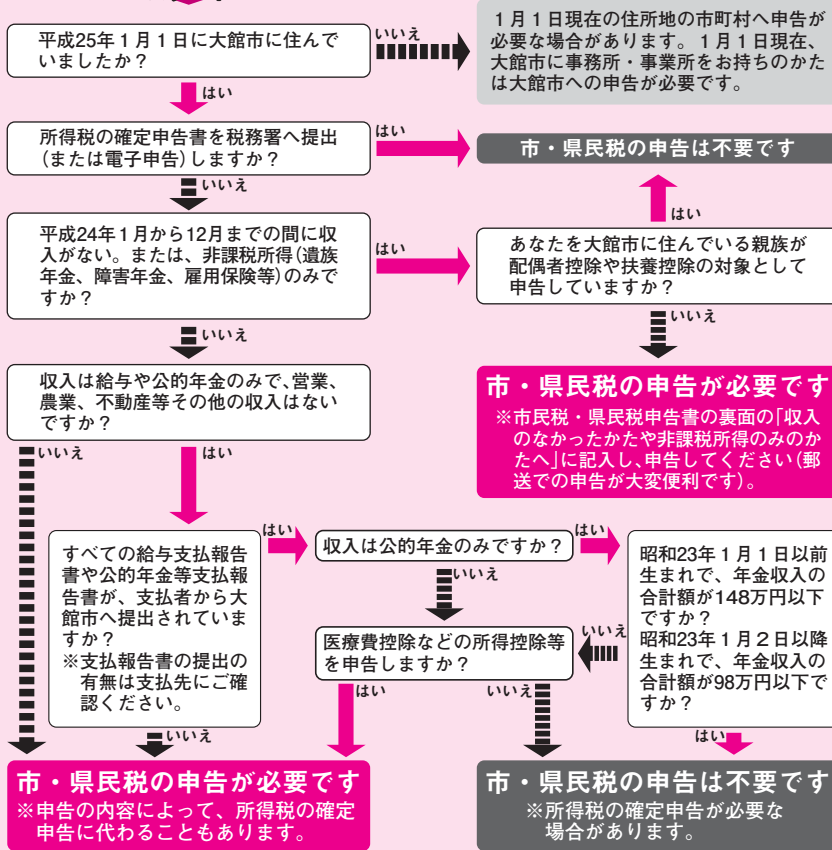 平成25年1月1日に大館市に住んで
いましたか？
いいえ
1月1日現在の住所地の市町村へ申告が
必要な場合があります。1月1日現在、
大館市に事務所・事業所をお持ちのかた
は大館市への申告が必要です。
はい
所得税の確定申告書を税務署へ提出
(または電子申告)しますか？
はい
市・県民税の申告は不要です
いいえ
はい
平成24年1月から12月までの間に収
入がない。または、非課税所得(遺族
年金、障害年金、雇用保険等)のみで
すか？
はい
あなたを大館市に住んでいる親族が
配偶者控除や扶養控除の対象として
申告していますか？
いいえ
いいえ
収入は給与や公的年金のみで、営業、
農業、不動産等その他の収入はない
ですか？
市・県民税の申告が必要です
※市民税・県民税申告書の裏面の「収入
のなかったかたや非課税所得のみのか
たへ」に記入し、申告してください(郵
送での申告が大変便利です)。
いいえ
はい
すべての給与支払報告
書や公的年金等支払報
告書が、支払者から大
館市へ提出されていま
すか？
※支払報告書の提出の
有無は支払先にご確
認ください。
はい
収入は公的年金のみですか？
はい
昭和23年1月1日以前
生まれで、年金収入の
合計額が148万円以下
ですか？
昭和23年1月2日以降
生まれで、年金収入の
合計額が98万円以下で
すか？
いいえ
いいえ
医療費控除などの所得控除等
を申告しますか？
はい
いいえ
いいえ
はい
市・県民税の申告が必要です
※申告の内容によって、所得税の確定
申告に代わることもあります。
市・県民税の申告は不要です
※所得税の確定申告が必要な
場合があります。